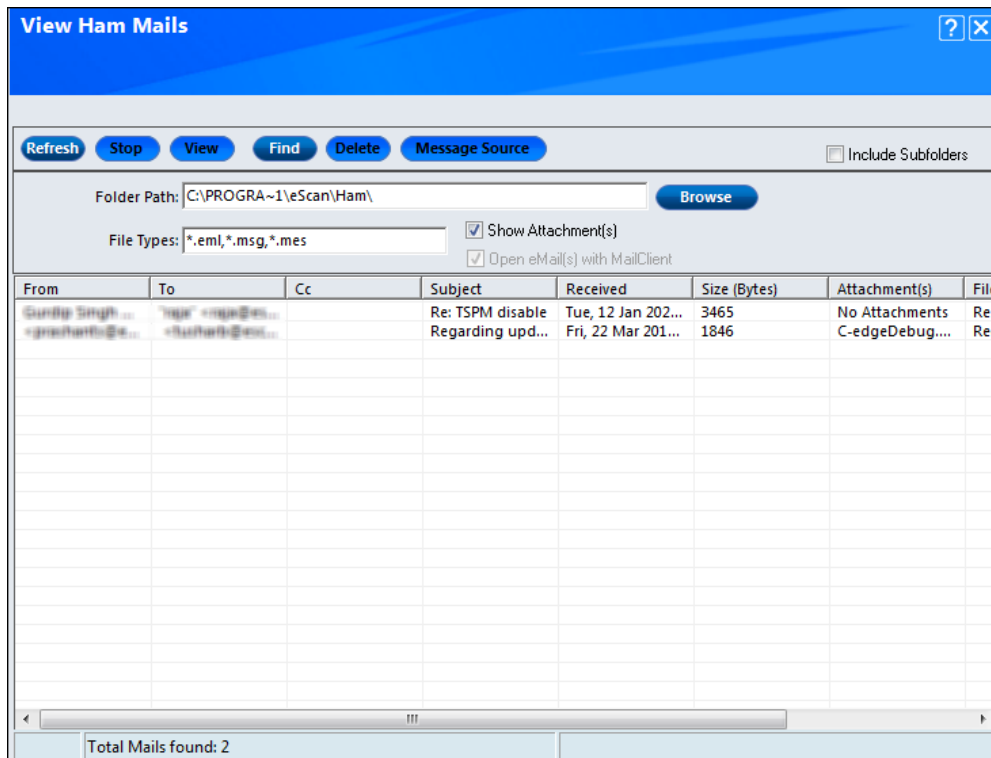 View Ham Mails
Refresh Stop View Find Delete Message Source Include Subfolders
Folder Path: C:\PROGRA~1\eScan\Ham\ Browse
File Types: *.eml,*.msg,*.mes Show Attachment(s)
Open eMail(s) with MailClient
From To Cc Subject Received Size (Bytes) Attachment(s) File
Re: TSPM disable Tue, 12 Jan 202... 3465 No Attachments Re
Regarding upd... Fri, 22 Mar 201... 1846 C-edgeDebug.... Re
Total Mails found: 2